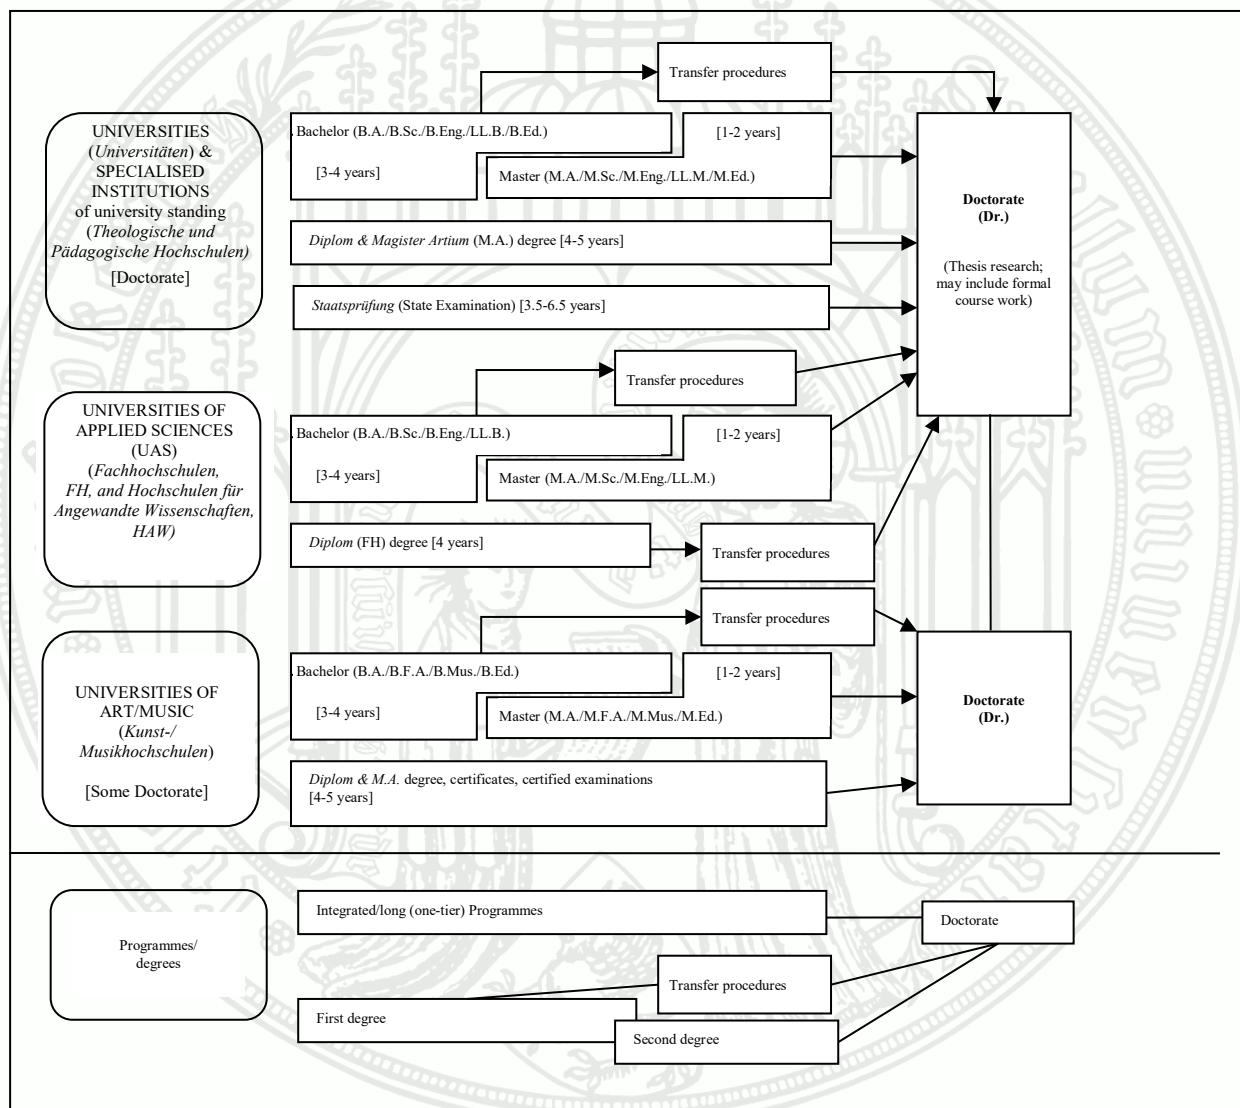 Transfer procedures
UNIVERSITIES
(Universitäten) &
SPECIALISED
INSTITUTIONS
of university standing
(Theologische und
Pädagogische Hochschulen)
[Doctorate]
Bachelor (B.A./B.Sc./B.Eng./LL.B./B.Ed.)
[3-4 years]
[1-2 years]
Master (M.A./M.Sc./M.Eng./LL.M./M.Ed.)
Diplom & Magister Artium (M.A.) degree [4-5 years]
Staatsprüfung (State Examination) [3.5-6.5 years]
Doctorate
(Dr.)
(Thesis research;
may include formal
course work)
Transfer procedures
UNIVERSITIES OF
APPLIED SCIENCES
(UAS)
(Fachhochschulen,
FH, and Hochschulen für
Angewandte Wissenschaften,
HAW)
Bachelor (B.A./B.Sc./B.Eng./LL.B.)
[3-4 years]
[1-2 years]
Master (M.A./M.Sc./M.Eng./LL.M.)
Diplom (FH) degree [4 years]
Transfer procedures
Transfer procedures
UNIVERSITIES OF
ART/MUSIC
(Kunst-/
Musikhochschulen)
[Some Doctorate]
Bachelor (B.A./B.F.A./B.Mus./B.Ed.)
[3-4 years]
[1-2 years]
Master (M.A./M.F.A./M.Mus./M.Ed.)
Diplom & M.A. degree, certificates, certified examinations
[4-5 years]
Doctorate
(Dr.)
Programmes/
degrees
Integrated/long (one-tier) Programmes
Doctorate
Transfer procedures
First degree
Second degree